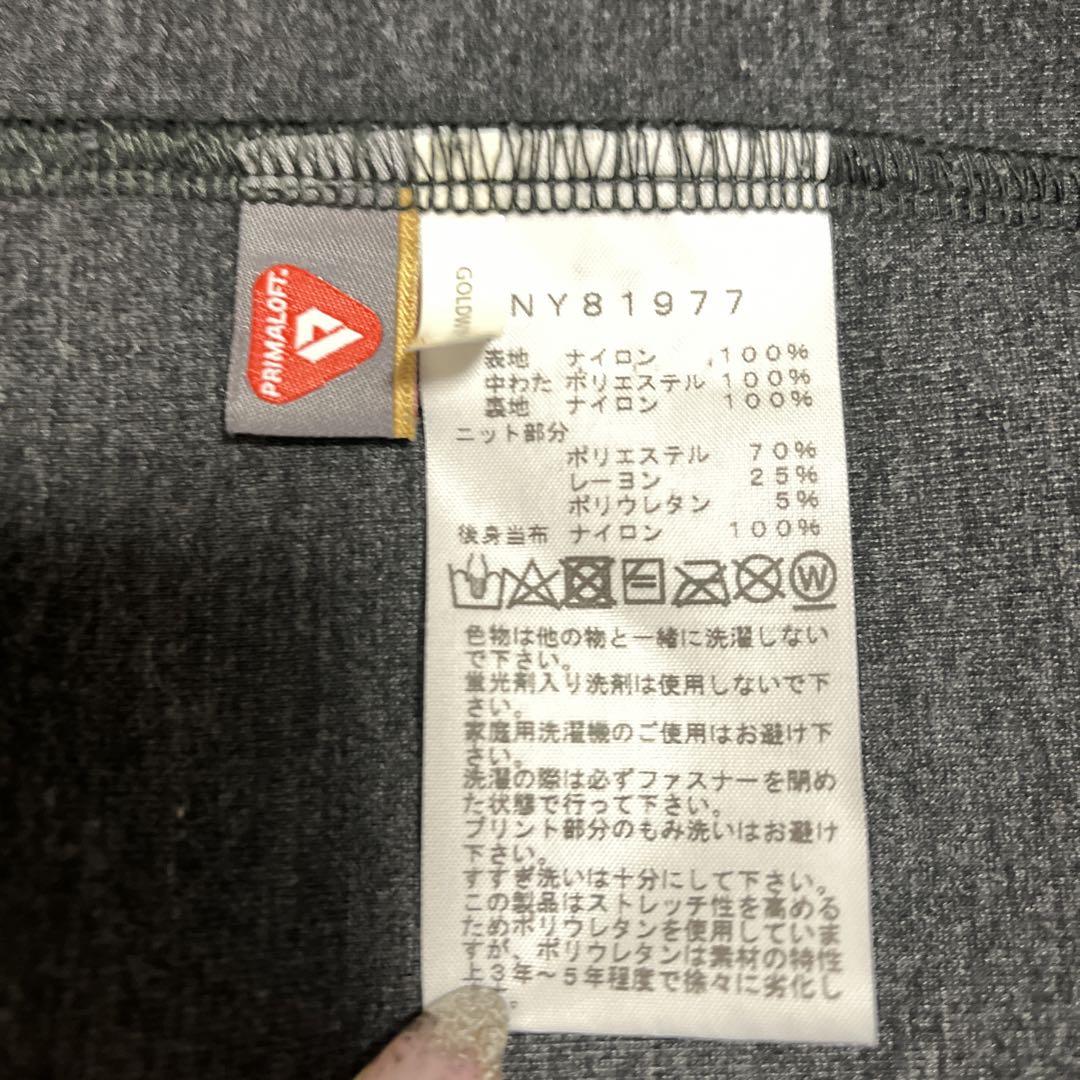 PRIMALOFT®
GOLDW
NY81977
表地 ナイロン 100%
中わた ポリエステル 100%
裏地 ナイロン 100%
ニット部分
ポリエステル 70%
レーヨン 25%
ポリウレタン 5%
後身当布 ナイロン 100%
W
色物は他の物と一緒に洗濯しない
で下さい。
蛍光剤入り洗剤は使用しないで下
さい。
家庭用洗濯機のご使用はお避け下
さい。
洗濯の際は必ずファスナーを閉め
た状態で行って下さい。
プリント部分のもみ洗いはお避け
下さい。
すすぎ洗いは十分にして下さい。
この製品はストレッチ性を高める
ためポリウレタンを使用していま
すが、ポリウレタンは素材の特性
上3年～5年程度で徐々に劣化し
。